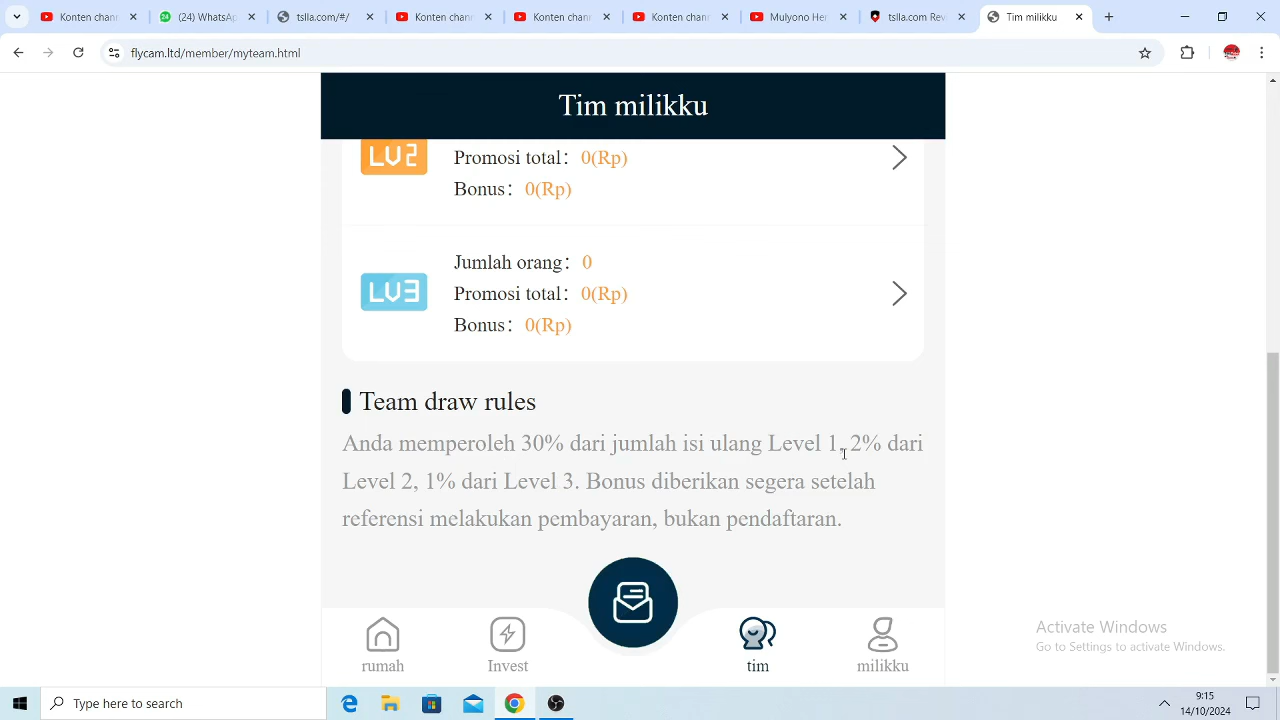 Konten chan
(24) WhatsA
.com/#/
Konten chan
Konten chan
Konten chan
Mulyono Her
tslla.com Rev
Tim milikku
flycam.ltd/member/myteam.html
Tim milikku
LV2
Promosi total： 0(Rp)
Bonus： 0(Rp)
LV3
Jumlah orang： 0
Promosi total： 0(Rp)
Bonus： 0(Rp)
Team draw rules
Anda memperoleh 30% dari jumlah isi ulang Level 1, 2% dari
Level 2, 1% dari Level 3. Bonus diberikan segera setelah
referensi melakukan pembayaran, bukan pendaftaran.
rumah
Invest
tim
milikku
Activate Windows
Go to Settings to activate Windows.
Type here to search
9:15
14/10/2024